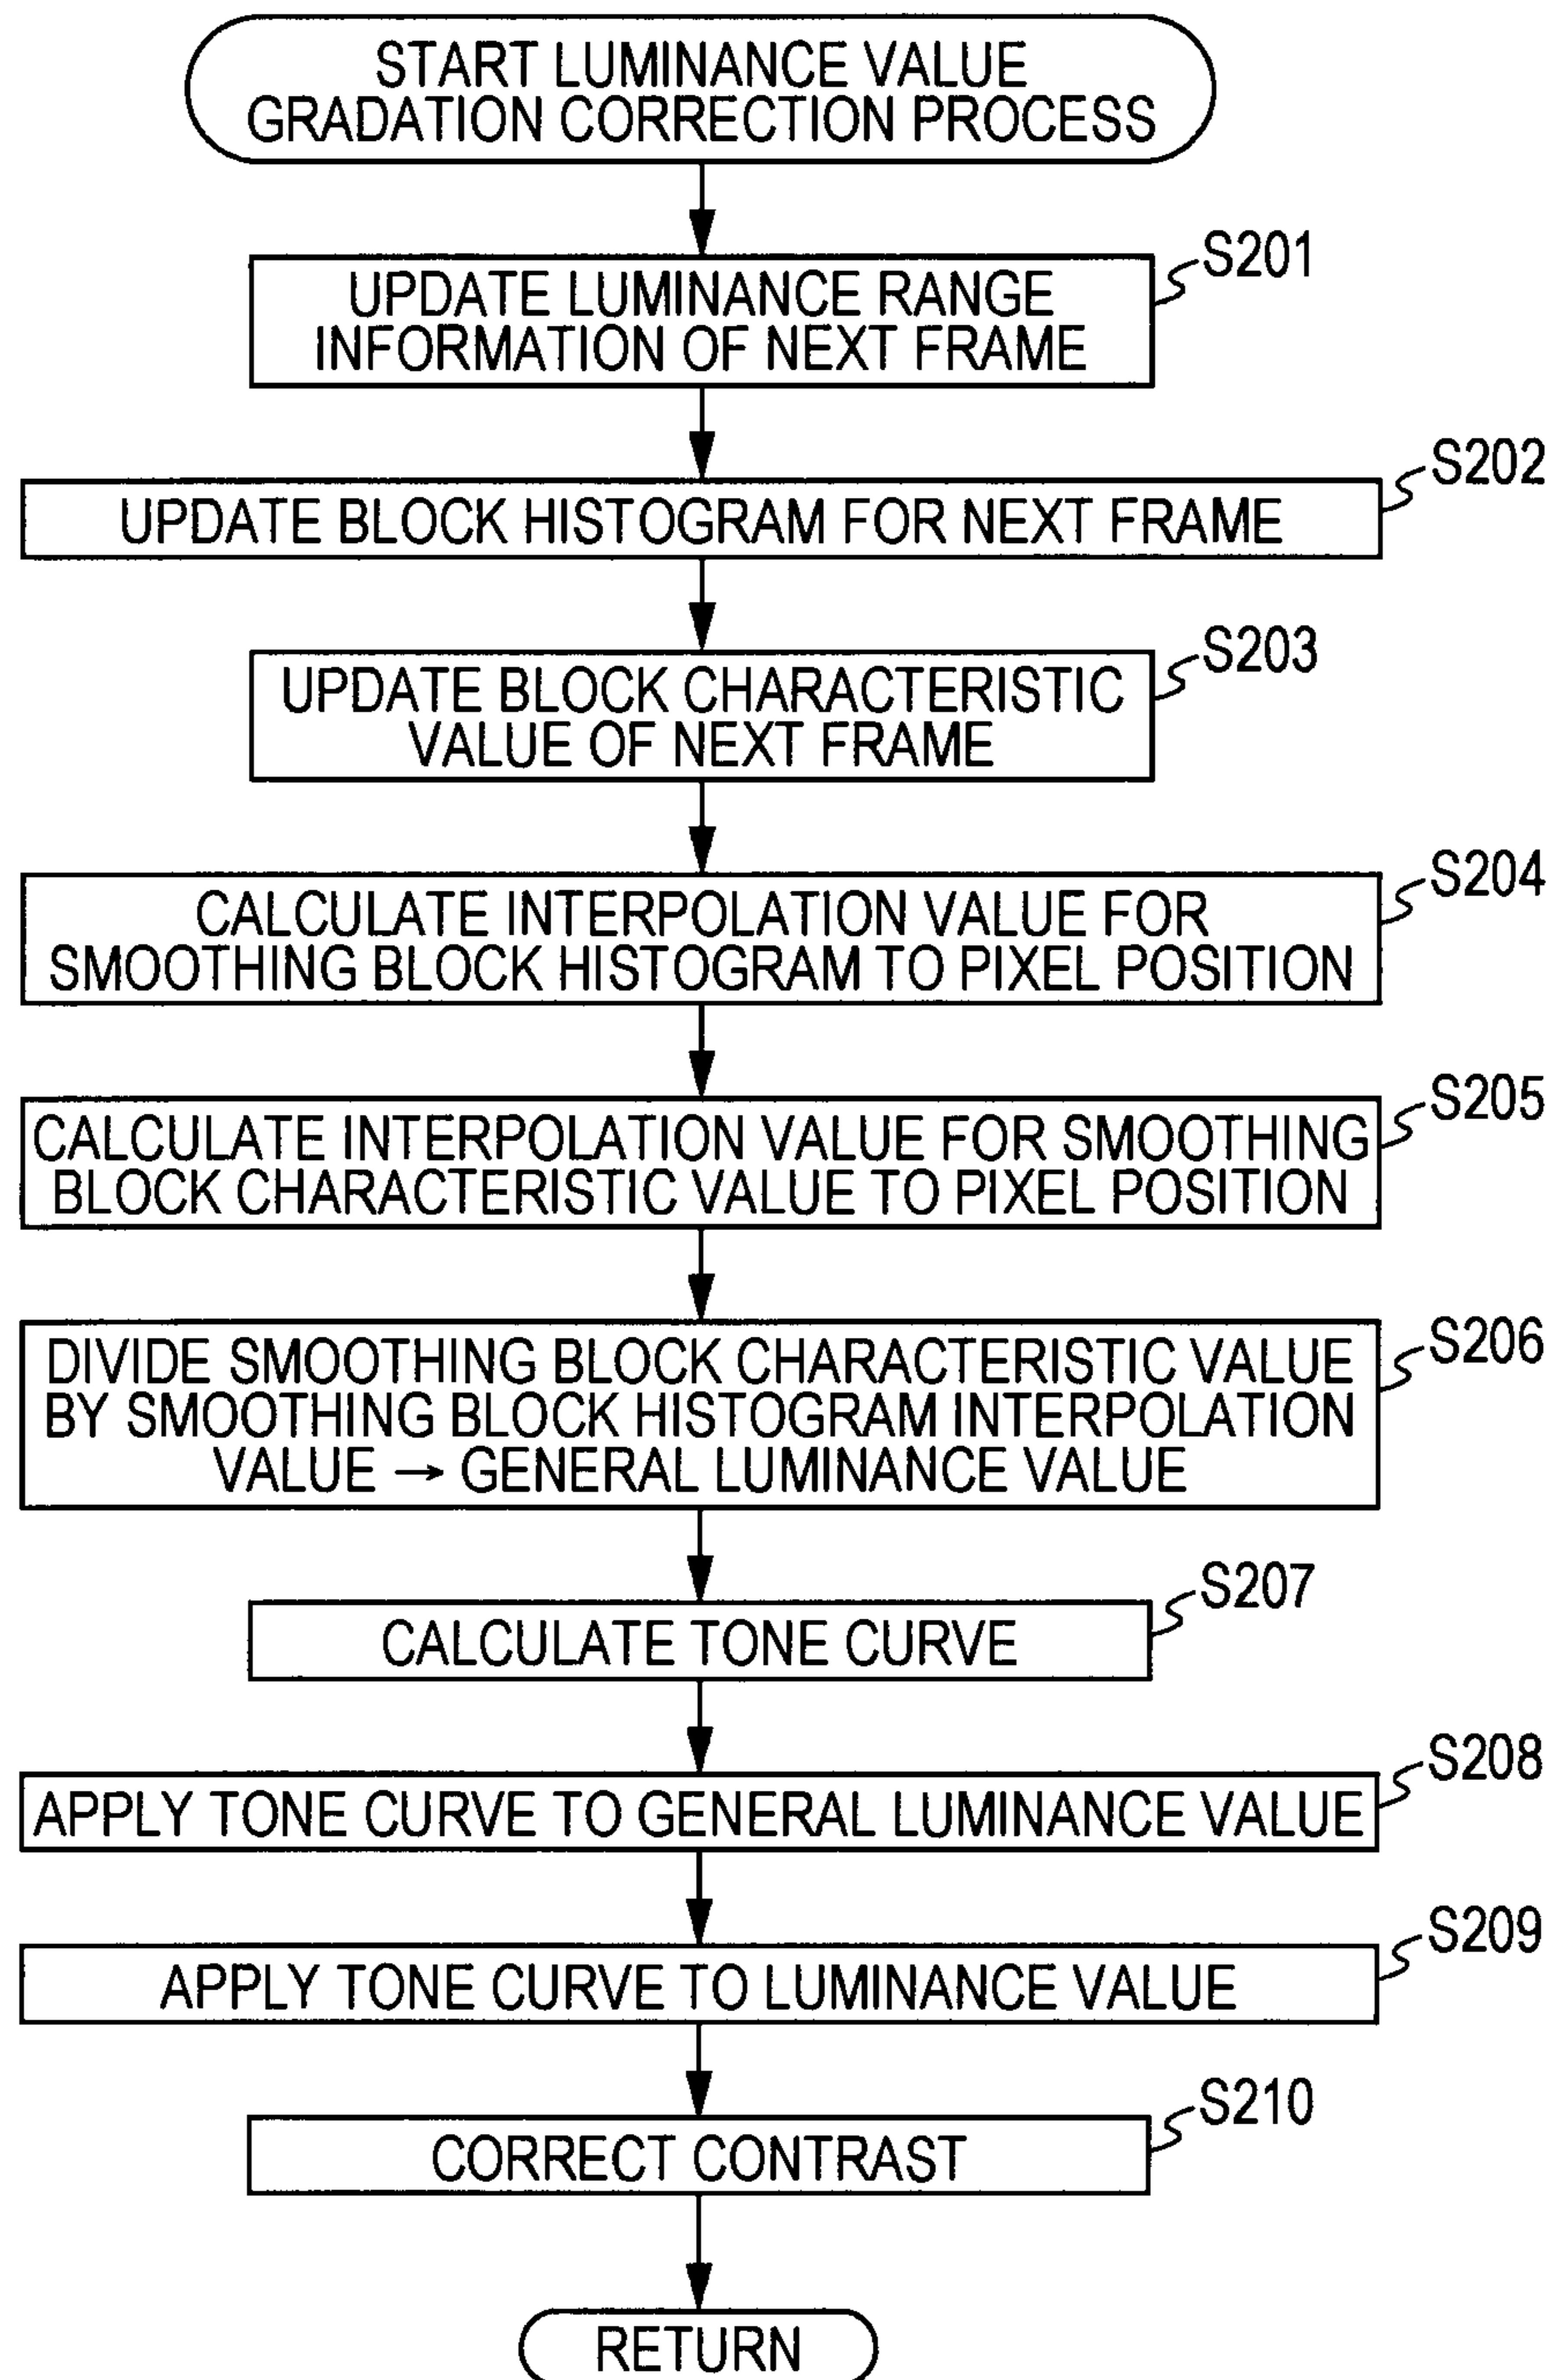 START LUMINANCE VALUE
GRADATION CORRECTION PROCESS
S201
UPDATE LUMINANCE RANGE
INFORMATION OF NEXT FRAME
S202
UPDATE BLOCK HISTOGRAM FOR NEXT FRAME
S203
UPDATE BLOCK CHARACTERISTIC
VALUE OF NEXT FRAME
S204
CALCULATE INTERPOLATION VALUE FOR
SMOOTHING BLOCK HISTOGRAM TO PIXEL POSITION
S205
CALCULATE INTERPOLATION VALUE FOR SMOOTHING
BLOCK CHARACTERISTIC VALUE TO PIXEL POSITION
S206
DIVIDE SMOOTHING BLOCK CHARACTERISTIC VALUE
BY SMOOTHING BLOCK HISTOGRAM INTERPOLATION
VALUE → GENERAL LUMINANCE VALUE
S207
CALCULATE TONE CURVE
S208
APPLY TONE CURVE TO GENERAL LUMINANCE VALUE
S209
APPLY TONE CURVE TO LUMINANCE VALUE
S210
CORRECT CONTRAST
RETURN